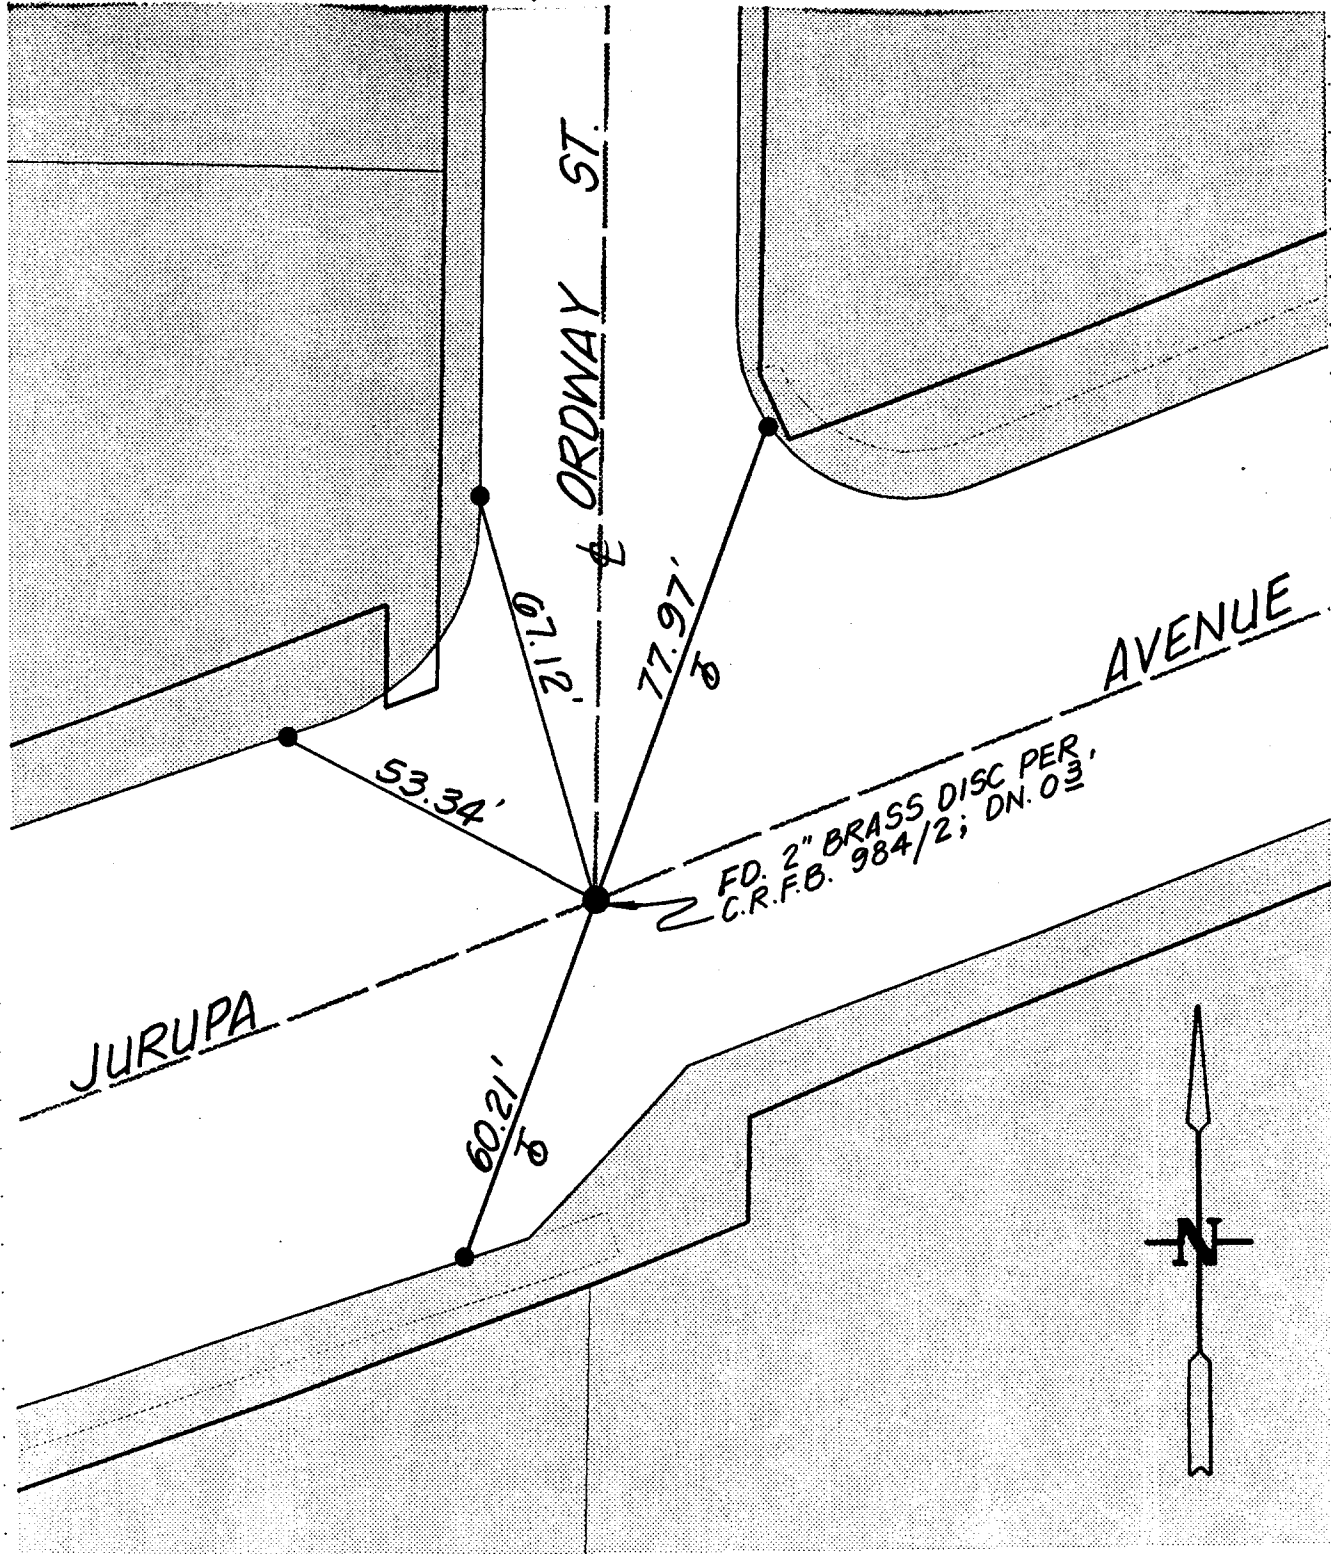 ORDWAY ST.
℄
67.12'
77.97'
53.34'
AVENUE
FD. 2" BRASS DISC PER
C.R.F.B. 984/2; DN. 0 3'
JURUPA
60.21'
N